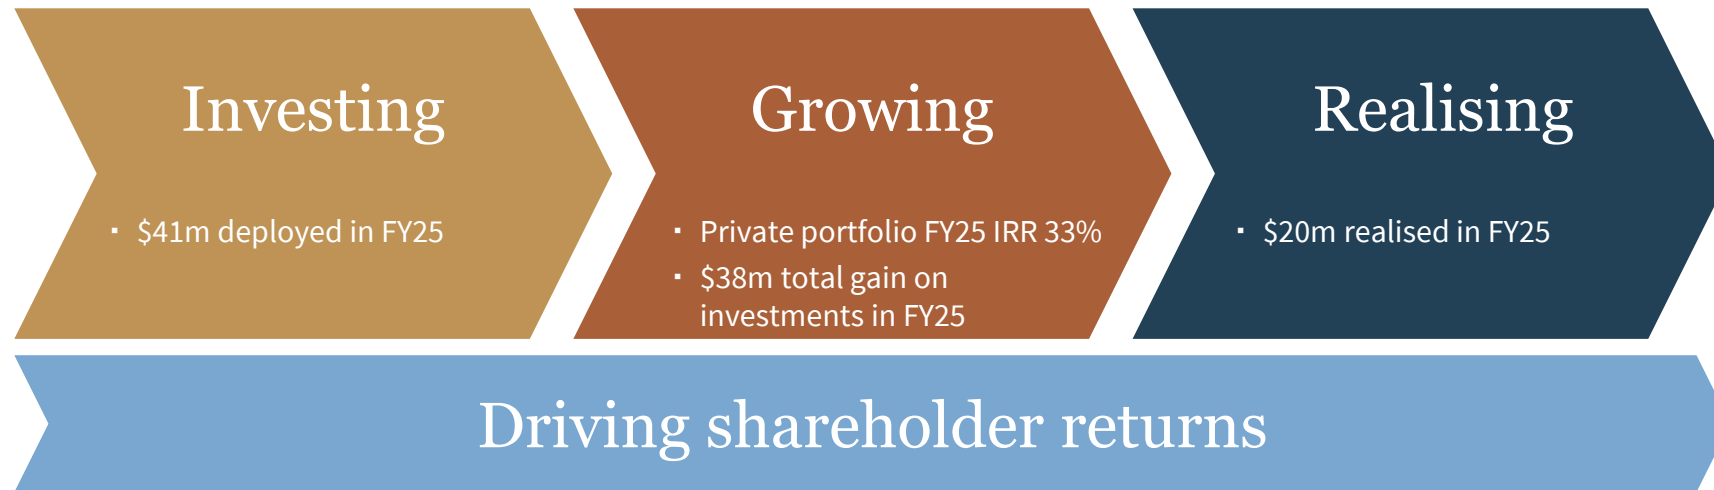 Investing
▪ $41m deployed in FY25
Growing
▪ Private portfolio FY25 IRR 33%
▪ $38m total gain on
investments in FY25
Realising
▪ $20m realised in FY25
Driving shareholder returns